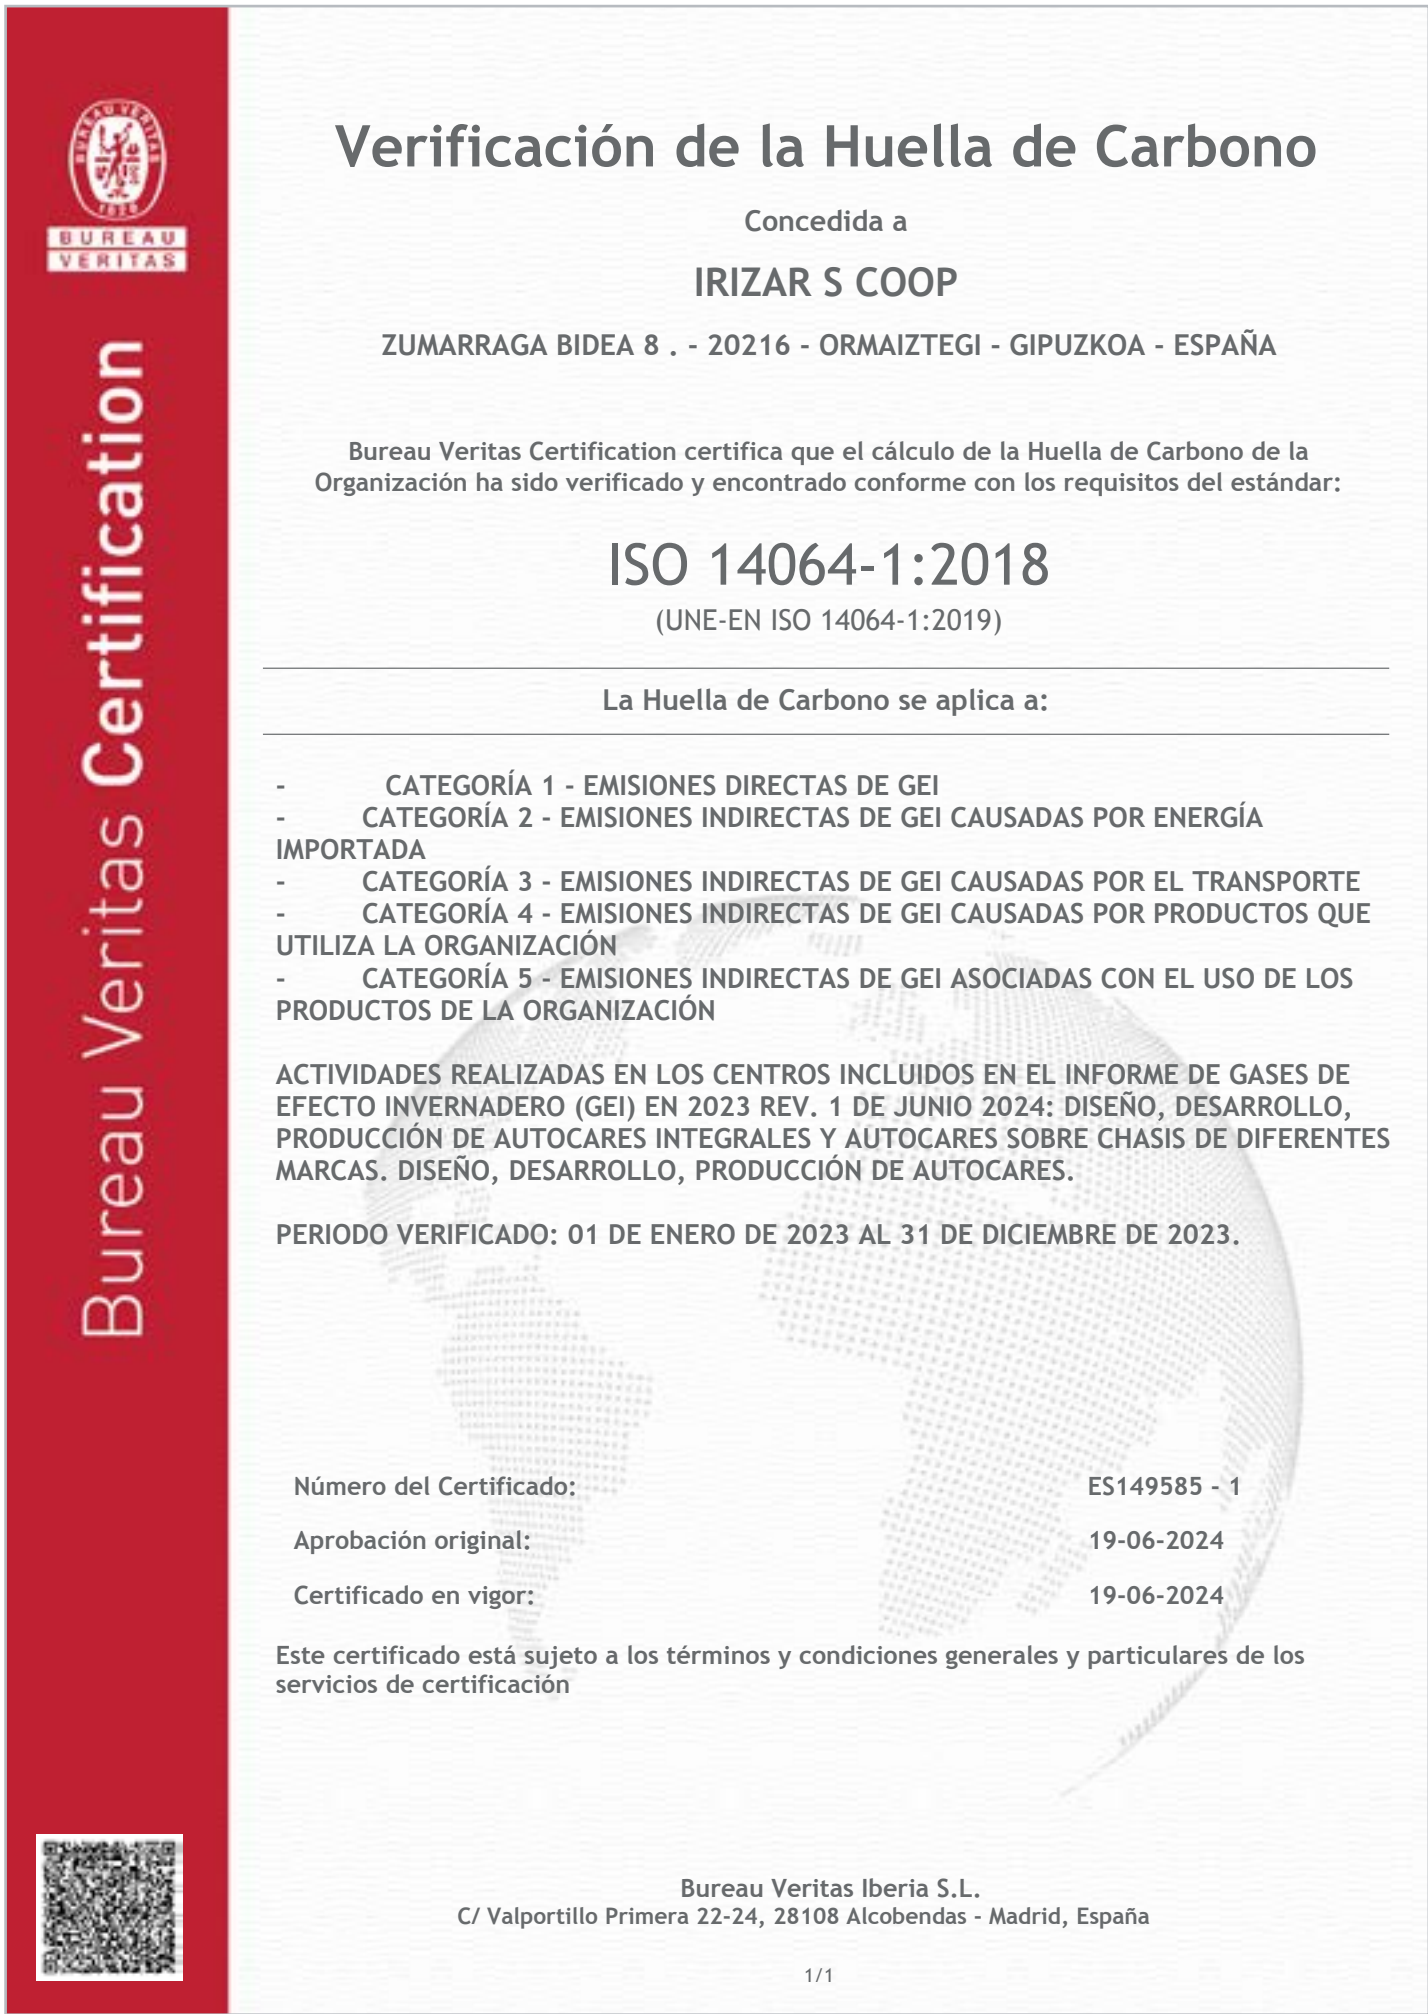 BUREAU VERITAS
1828
BUREAU
VERITAS
Bureau Veritas Certification
Verificación de la Huella de Carbono
Concedida a
IRIZAR S COOP
ZUMARRAGA BIDEA 8 . - 20216 - ORMAIZTEGI - GIPUZKOA - ESPAÑA
Bureau Veritas Certification certifica que el cálculo de la Huella de Carbono de la
Organización ha sido verificado y encontrado conforme con los requisitos del estándar:
ISO 14064-1:2018
(UNE-EN ISO 14064-1:2019)
La Huella de Carbono se aplica a:
- CATEGORÍA 1 - EMISIONES DIRECTAS DE GEI
- CATEGORÍA 2 - EMISIONES INDIRECTAS DE GEI CAUSADAS POR ENERGÍA
IMPORTADA
- CATEGORÍA 3 - EMISIONES INDIRECTAS DE GEI CAUSADAS POR EL TRANSPORTE
- CATEGORÍA 4 - EMISIONES INDIRECTAS DE GEI CAUSADAS POR PRODUCTOS QUE
UTILIZA LA ORGANIZACIÓN
- CATEGORÍA 5 - EMISIONES INDIRECTAS DE GEI ASOCIADAS CON EL USO DE LOS
PRODUCTOS DE LA ORGANIZACIÓN
ACTIVIDADES REALIZADAS EN LOS CENTROS INCLUIDOS EN EL INFORME DE GASES DE
EFECTO INVERNADERO (GEI) EN 2023 REV. 1 DE JUNIO 2024: DISEÑO, DESARROLLO,
PRODUCCIÓN DE AUTOCARES INTEGRALES Y AUTOCARES SOBRE CHASIS DE DIFERENTES
MARCAS. DISEÑO, DESARROLLO, PRODUCCIÓN DE AUTOCARES.
PERIODO VERIFICADO: 01 DE ENERO DE 2023 AL 31 DE DICIEMBRE DE 2023.
Número del Certificado: ES149585 - 1
Aprobación original: 19-06-2024
Certificado en vigor: 19-06-2024
Este certificado está sujeto a los términos y condiciones generales y particulares de los
servicios de certificación
Bureau Veritas Iberia S.L.
C/ Valportillo Primera 22-24, 28108 Alcobendas - Madrid, España
1/1